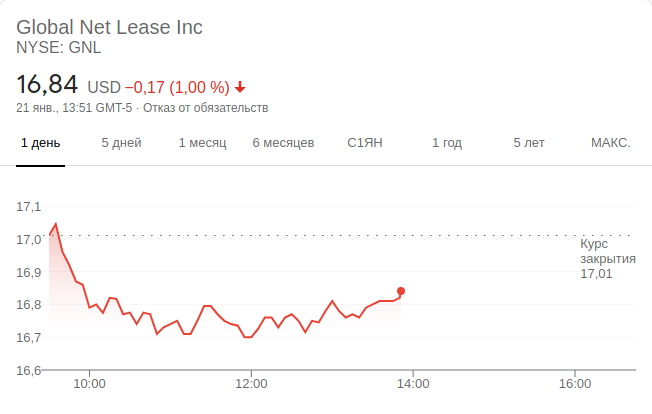 Global Net Lease Inc
NYSE: GNL
16,84 USD −0,17 (1,00 %)
21 янв., 13:51 GMT-5 · Отказ от обязательств
1 день 5 дней 1 месяц 6 месяцев С1ЯН 1 год 5 лет МАКС.
17,1
17,0
Курс
закрытия
17,01
16,9
16,8
16,7
16,6
10:00 12:00 14:00 16:00